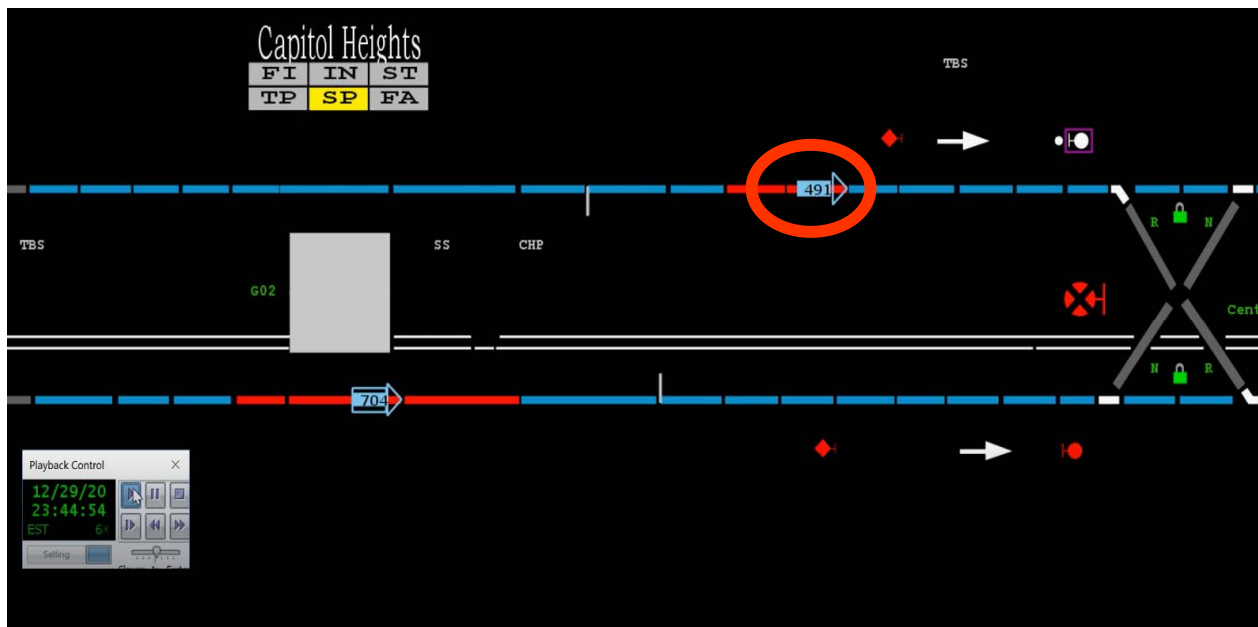 Capitol Heights
FI IN ST
TP SP FA
TBS
491
R N
TBS
SS CHP
G02
Cent
N R
704
Playback Control
12/29/20
23:44:54
EST 6×
Setting